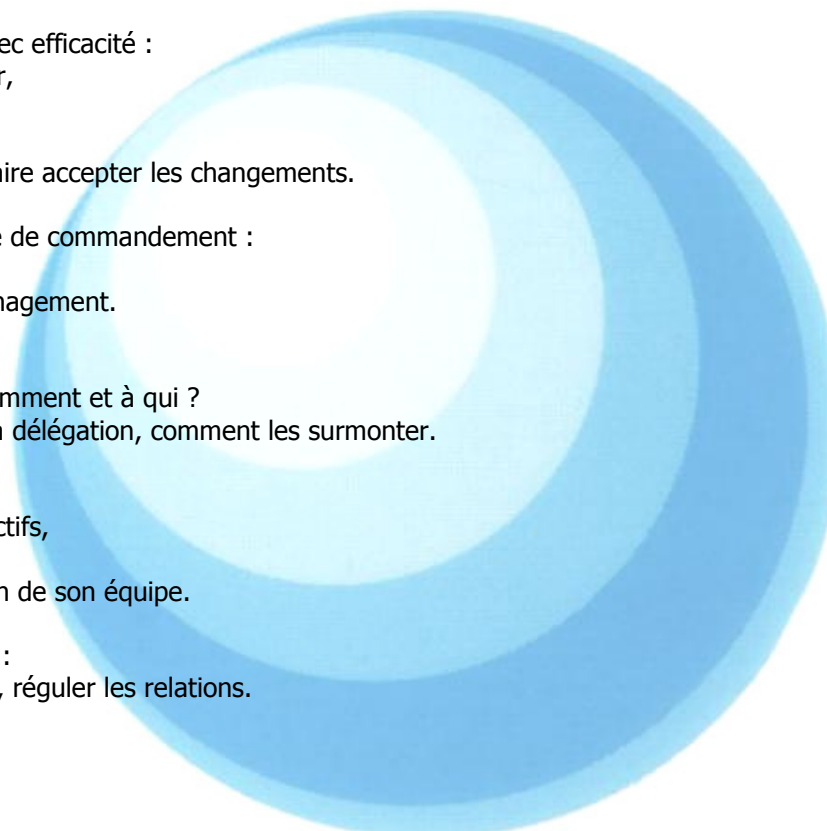 ec efficacité :
r,
ire accepter les changements.
e de commandement :
nagement.
mment et à qui ?
délégation, comment les surmonter.
ctifs,
n de son équipe.
:
, réguler les relations.